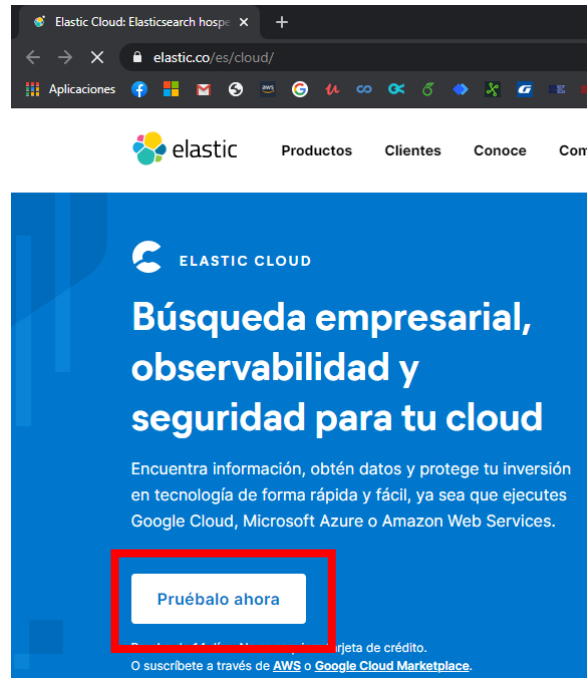 Elastic Cloud: Elasticsearch hospe
elastic.co/es/cloud/
Aplicaciones
elastic Productos Clientes Conoce Com
ELASTIC CLOUD
Búsqueda empresarial,
observabilidad y
seguridad para tu cloud
Encuentra información, obtén datos y protege tu inversión
en tecnología de forma rápida y fácil, ya sea que ejecutes
Google Cloud, Microsoft Azure o Amazon Web Services.
Pruébalo ahora
de crédito.
O suscríbete a través de AWS o Google Cloud Marketplace.